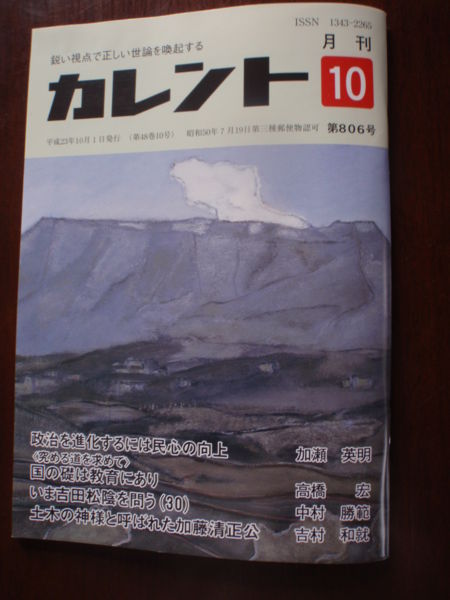 ISSN 1343-2265
鋭い視点で正しい世論を喚起する
月刊
カレント 10
平成23年10月1日発行 (第48巻10号) 昭和50年7月19日第三種郵便物認可 第806号
政治を進化するには民心の向上 加瀬 英明
〈究める道を求めて〉
国の礎は教育にあり 高橋 宏
いま吉田松陰を問う(30) 中村 勝範
土木の神様と呼ばれた加藤清正公 吉村 和就